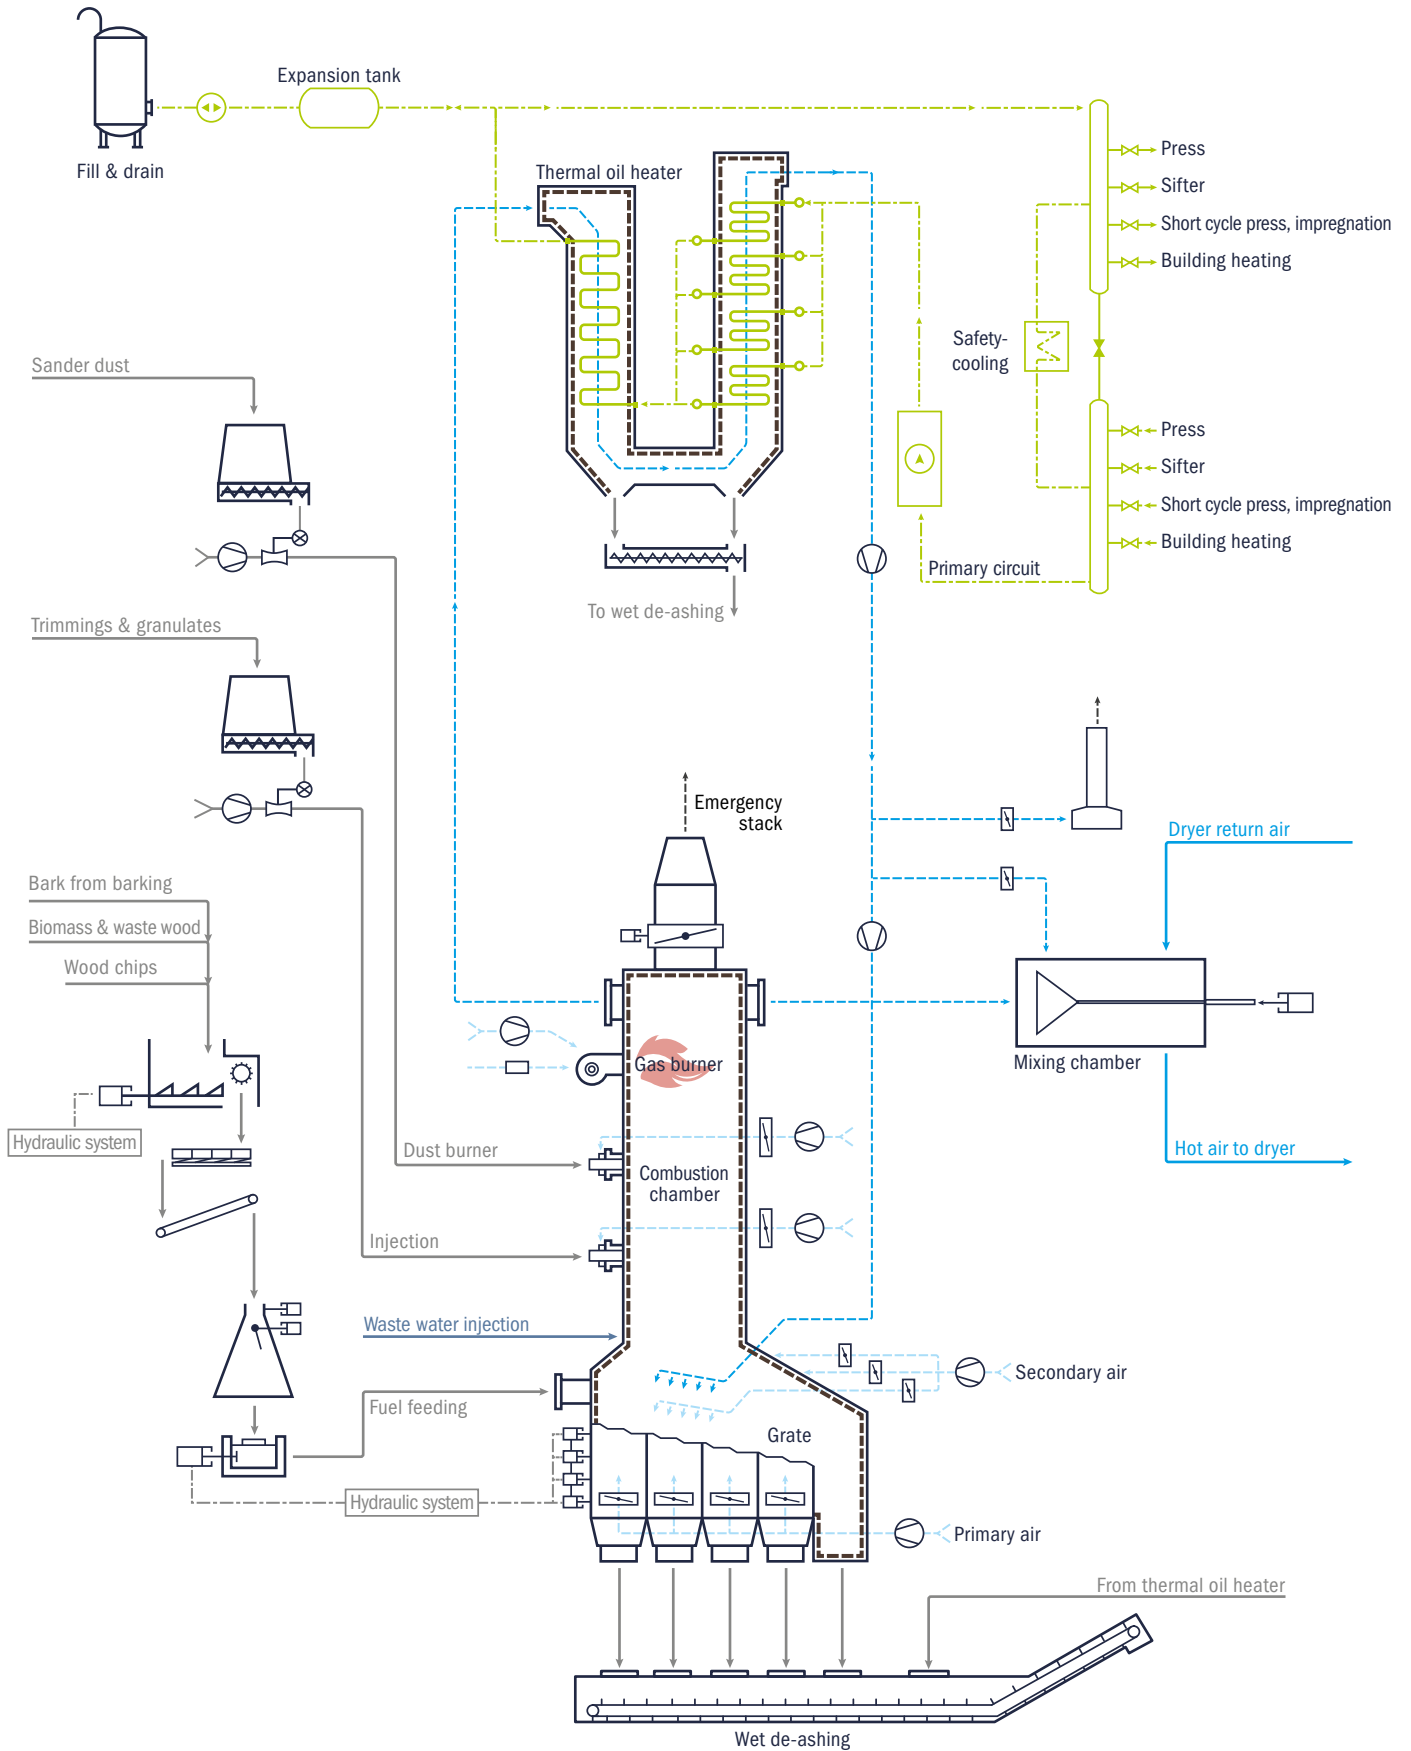 Expansion tank
Fill & drain
Thermal oil heater
Press
Sifter
Short cycle press, impregnation
Building heating
Safety-
cooling
Sander dust
Press
Sifter
Short cycle press, impregnation
Building heating
Primary circuit
To wet de-ashing
Trimmings & granulates
Emergency
stack
Dryer return air
Bark from barking
Biomass & waste wood
Wood chips
Gas burner
Mixing chamber
Hydraulic system
Dust burner
Combustion
chamber
Hot air to dryer
Injection
Waste water injection
Secondary air
Fuel feeding
Grate
Hydraulic system
Primary air
From thermal oil heater
Wet de-ashing